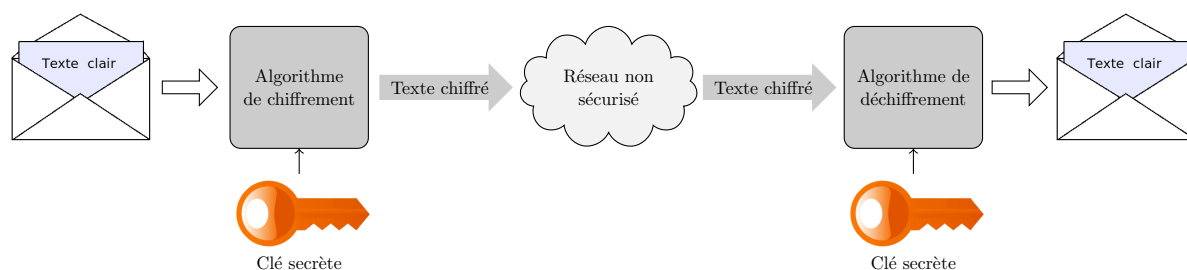 Texte clair
Algorithme
de chiffrement
Texte chiffré
Réseau non
sécurisé
Texte chiffré
Algorithme de
déchiffrement
Texte clair
Clé secrète
Clé secrète